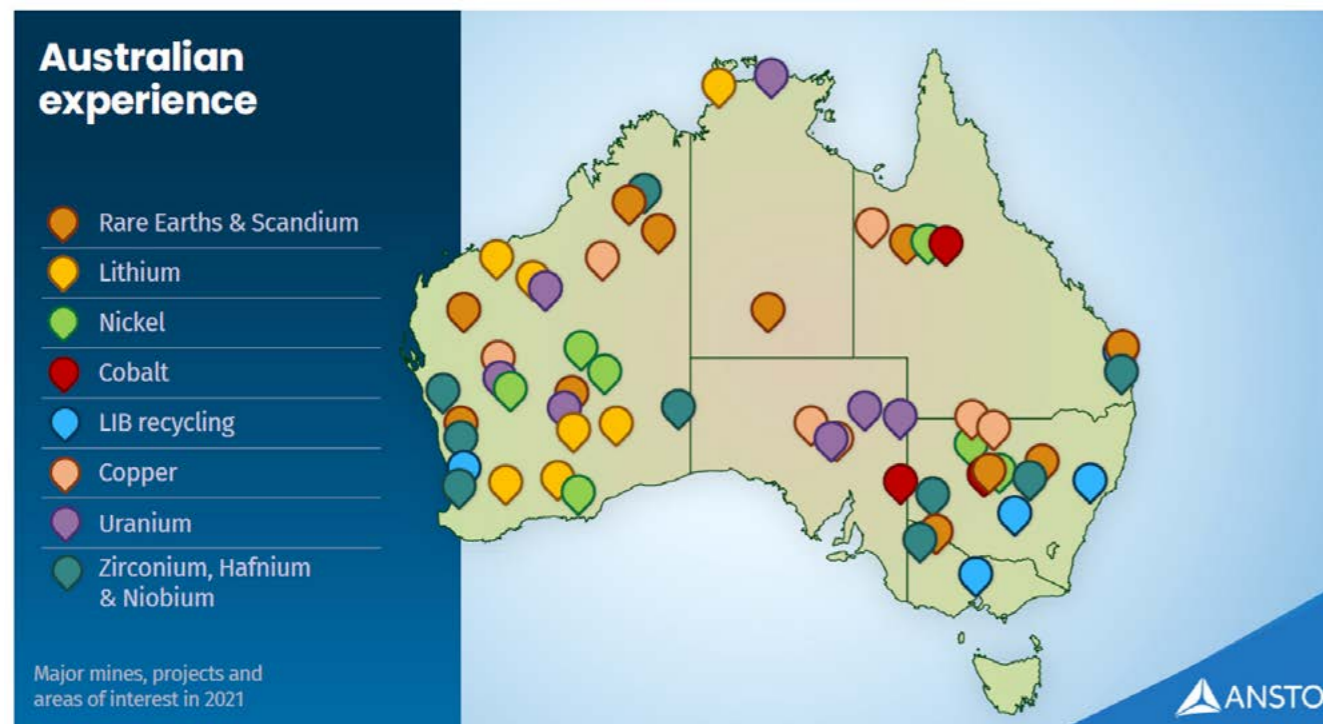 Australian
experience
Rare Earths & Scandium
Lithium
Nickel
Cobalt
LIB recycling
Copper
Uranium
Zirconium, Hafnium
& Niobium
Major mines, projects and
areas of interest in 2021
ANSTO